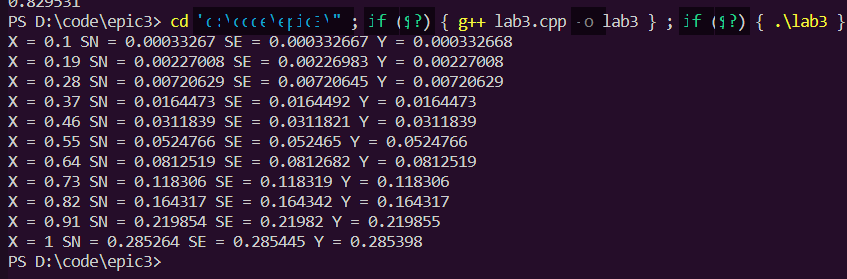 0.829531
PS D:\code\epic3> cd "d:\code\epic3\" ; if ($?) { g++ lab3.cpp -o lab3 } ; if ($?) { .\lab3 }
X = 0.1 SN = 0.00033267 SE = 0.000332667 Y = 0.000332668
X = 0.19 SN = 0.00227008 SE = 0.00226983 Y = 0.00227008
X = 0.28 SN = 0.00720629 SE = 0.00720645 Y = 0.00720629
X = 0.37 SN = 0.0164473 SE = 0.0164492 Y = 0.0164473
X = 0.46 SN = 0.0311839 SE = 0.0311821 Y = 0.0311839
X = 0.55 SN = 0.0524766 SE = 0.052465 Y = 0.0524766
X = 0.64 SN = 0.0812519 SE = 0.0812682 Y = 0.0812519
X = 0.73 SN = 0.118306 SE = 0.118319 Y = 0.118306
X = 0.82 SN = 0.164317 SE = 0.164342 Y = 0.164317
X = 0.91 SN = 0.219854 SE = 0.21982 Y = 0.219855
X = 1 SN = 0.285264 SE = 0.285445 Y = 0.285398
PS D:\code\epic3>